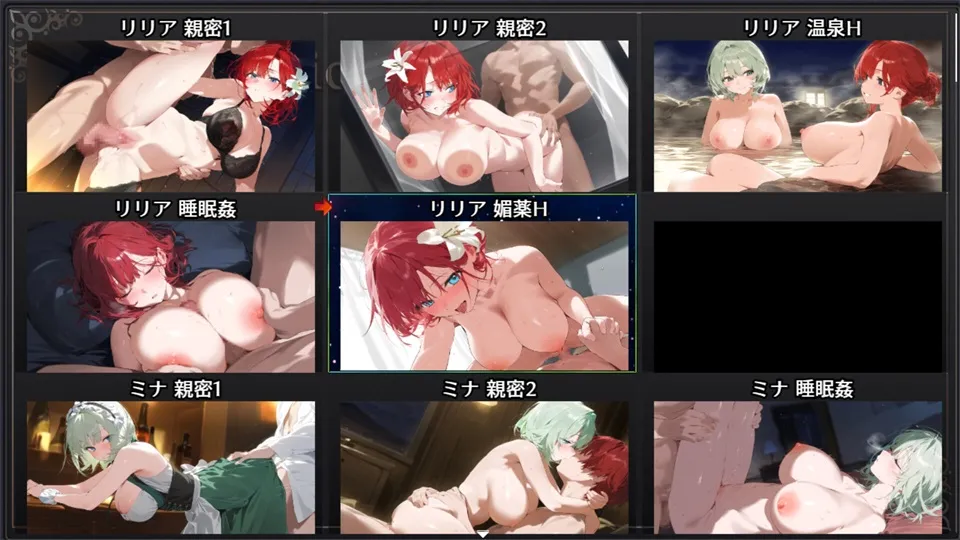 リリア 親密1
リリア 親密2
リリア 温泉H
リリア 睡眠姦
リリア 媚薬H
ミナ 親密1
ミナ 親密2
ミナ 睡眠姦